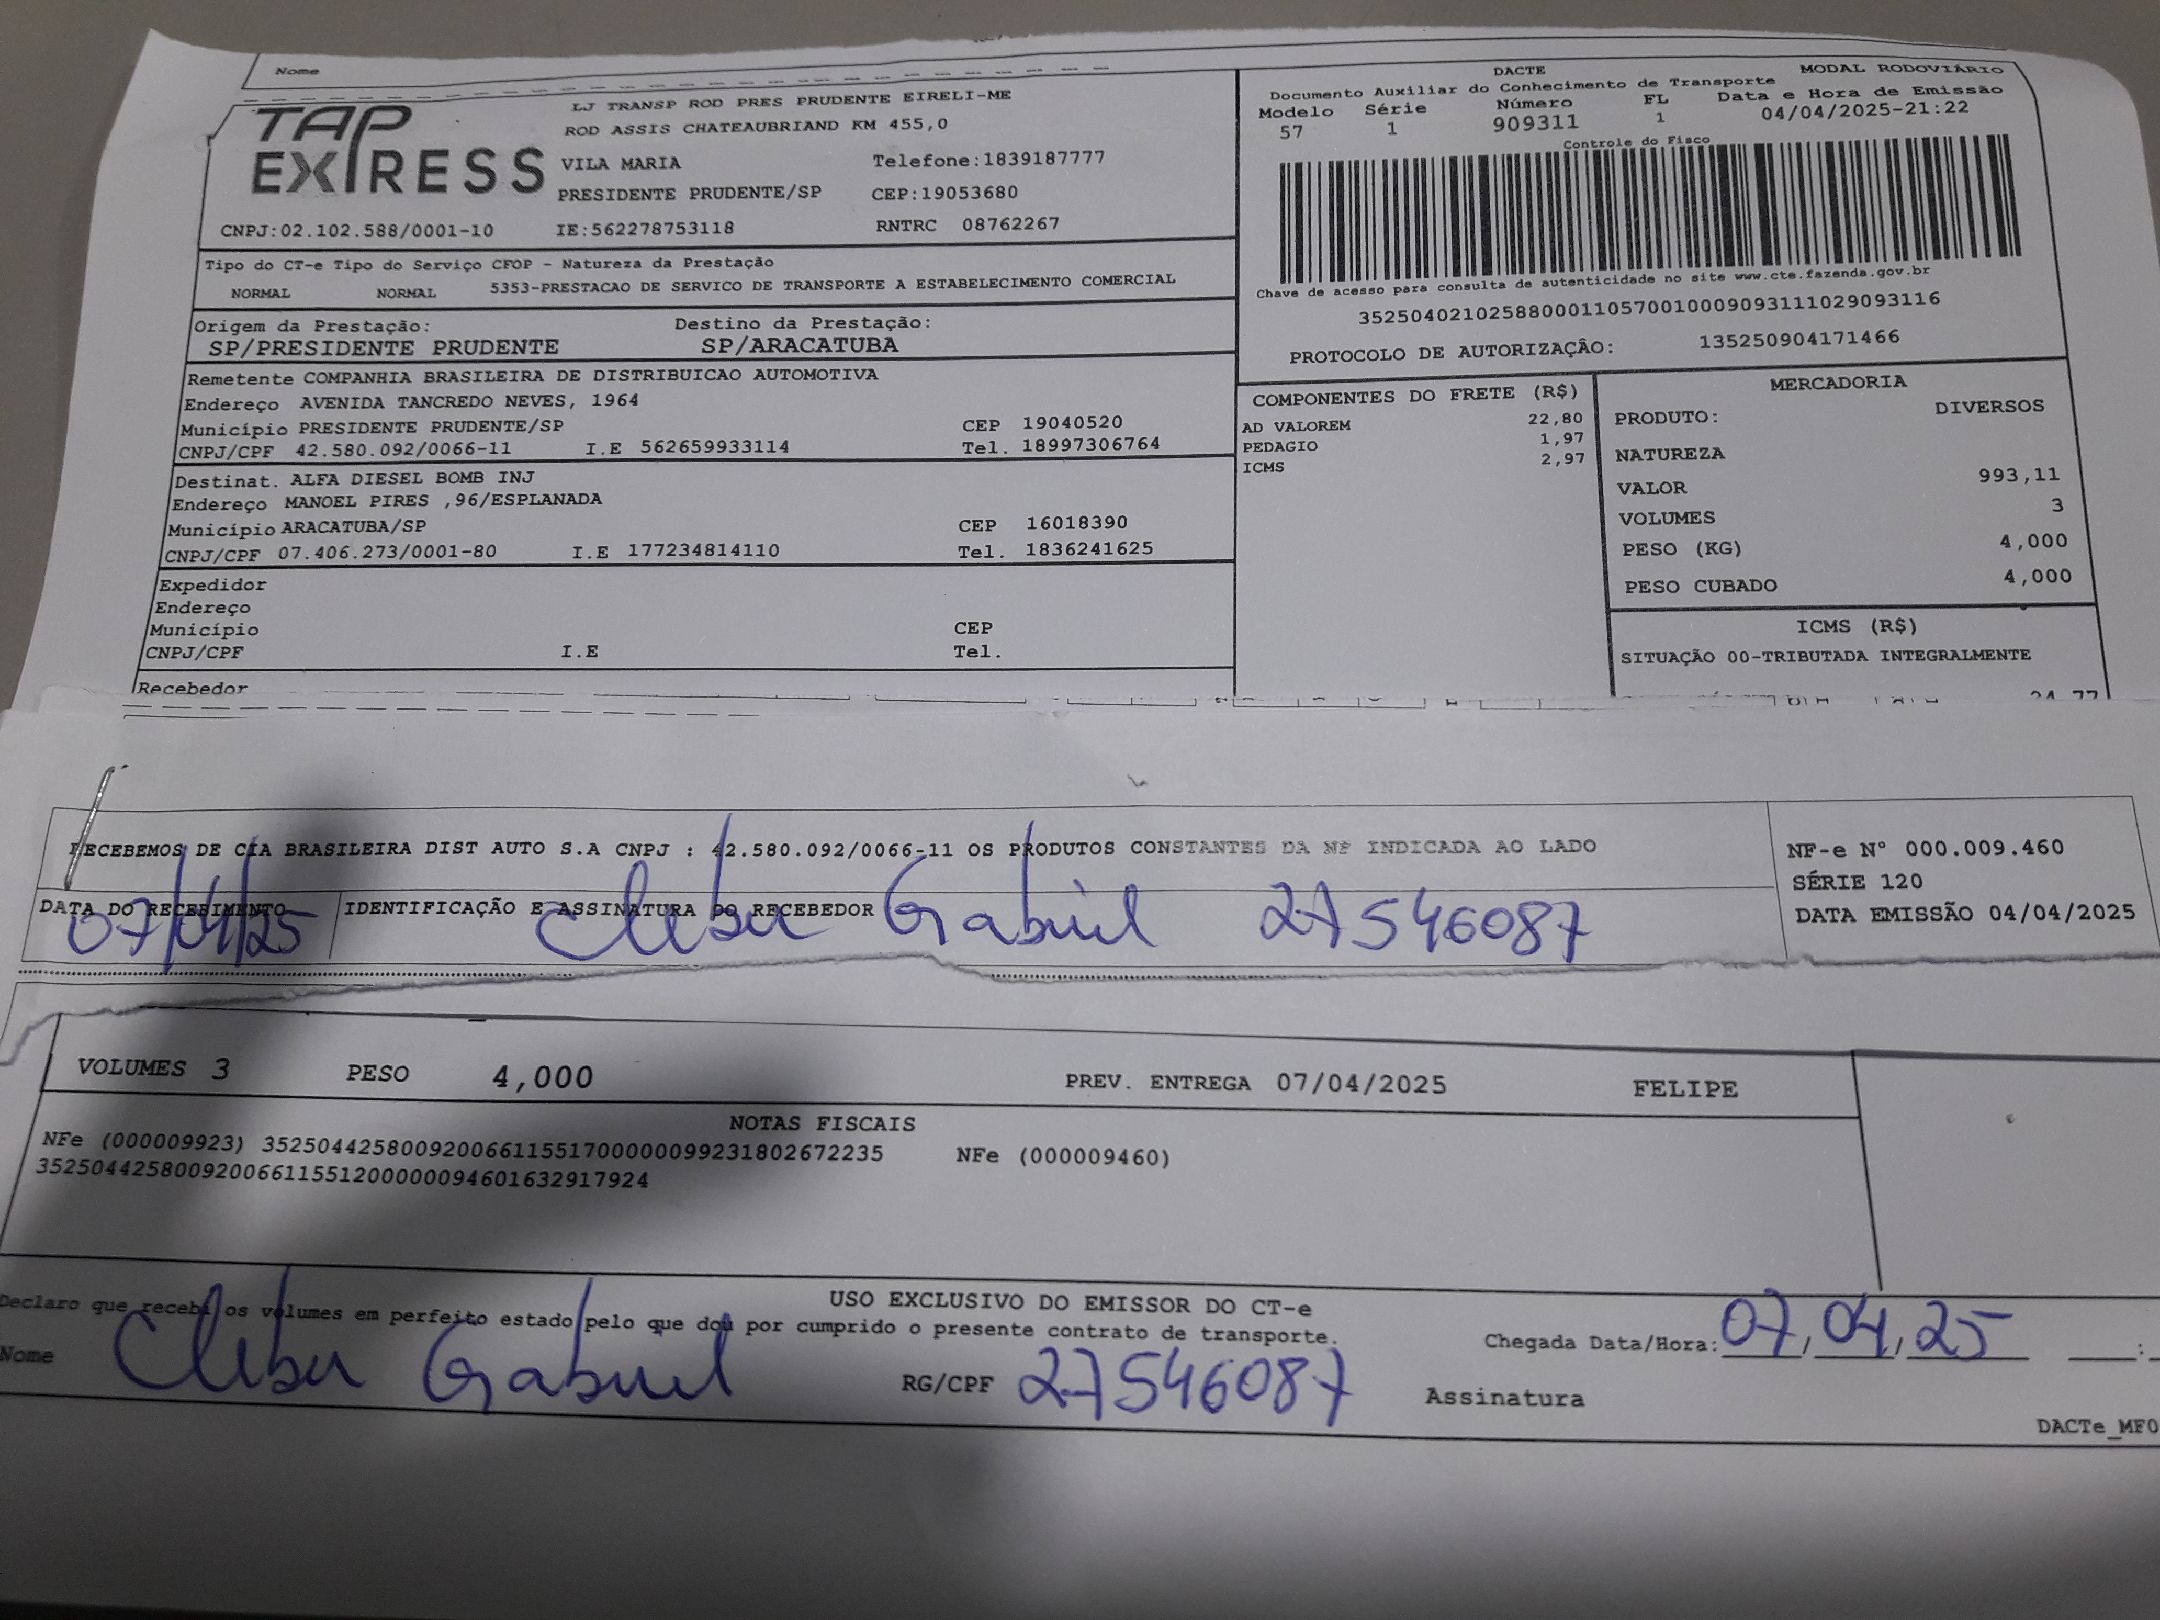 Nome
TAP EXPRESS
LJ TRANSP ROD PRES PRUDENTE EIRELI-ME
ROD ASSIS CHATEAUBRIAND KM 455,0
VILA MARIA Telefone:1839187777
PRESIDENTE PRUDENTE/SP CEP:19053680
CNPJ:02.102.588/0001-10 IE:562278753118 RNTRC 08762267
DACTE MODAL RODOVIÁRIO
Documento Auxiliar do Conhecimento de Transporte
Modelo Série Número FL Data e Hora de Emissão
57 1 909311 1 04/04/2025-21:22
Controle do Fisco
Chave de acesso para consulta de autenticidade no site www.cte.fazenda.gov.br
35250402102588000110570010009093111029093116
PROTOCOLO DE AUTORIZAÇÃO: 135250904171466
Tipo do CT-e Tipo do Serviço CFOP - Natureza da Prestação
NORMAL NORMAL 5353-PRESTACAO DE SERVICO DE TRANSPORTE A ESTABELECIMENTO COMERCIAL
Origem da Prestação: Destino da Prestação:
SP/PRESIDENTE PRUDENTE SP/ARACATUBA
Remetente COMPANHIA BRASILEIRA DE DISTRIBUICAO AUTOMOTIVA
Endereço AVENIDA TANCREDO NEVES, 1964
Município PRESIDENTE PRUDENTE/SP CEP 19040520
CNPJ/CPF 42.580.092/0066-11 I.E 562659933114 Tel. 18997306764
Destinat. ALFA DIESEL BOMB INJ
Endereço MANOEL PIRES ,96/ESPLANADA
Município ARACATUBA/SP CEP 16018390
CNPJ/CPF 07.406.273/0001-80 I.E 177234814110 Tel. 1836241625
Expedidor
Endereço
Município CEP
CNPJ/CPF I.E Tel.
Recebedor
COMPONENTES DO FRETE (R$)
AD VALOREM 22,80
PEDAGIO 1,97
ICMS 2,97
MERCADORIA
PRODUTO: DIVERSOS
NATUREZA
VALOR 993,11
VOLUMES 3
PESO (KG) 4,000
PESO CUBADO 4,000
ICMS (R$)
SITUAÇÃO 00-TRIBUTADA INTEGRALMENTE
RECEBEMOS DE CIA BRASILEIRA DIST AUTO S.A CNPJ : 42.580.092/0066-11 OS PRODUTOS CONSTANTES DA NF INDICADA AO LADO
DATA DO RECEBIMENTO IDENTIFICAÇÃO E ASSINATURA DO RECEBEDOR
07/04/25 Cleber Gabriel 27546087
NF-e Nº 000.009.460
SÉRIE 120
DATA EMISSÃO 04/04/2025
VOLUMES 3 PESO 4,000 PREV. ENTREGA 07/04/2025 FELIPE
NOTAS FISCAIS
NFe (000009923) 35250442580092006611551700000099231802672235 NFe (000009460)
35250442580092006611551200000094601632917924
USO EXCLUSIVO DO EMISSOR DO CT-e
Declaro que recebi os volumes em perfeito estado pelo que dou por cumprido o presente contrato de transporte.
Nome Cleber Gabriel RG/CPF 27546087 Chegada Data/Hora: 07/04/25 :
Assinatura
DACTe_MF0